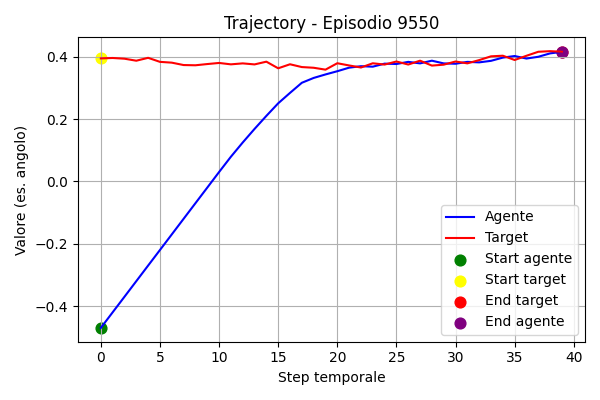 Trajectory - Episodio 9550
Valore (es. angolo)
0.4
0.2
0.0
−0.2
−0.4
Agente
Target
Start agente
Start target
End target
End agente
0 5 10 15 20 25 30 35 40
Step temporale